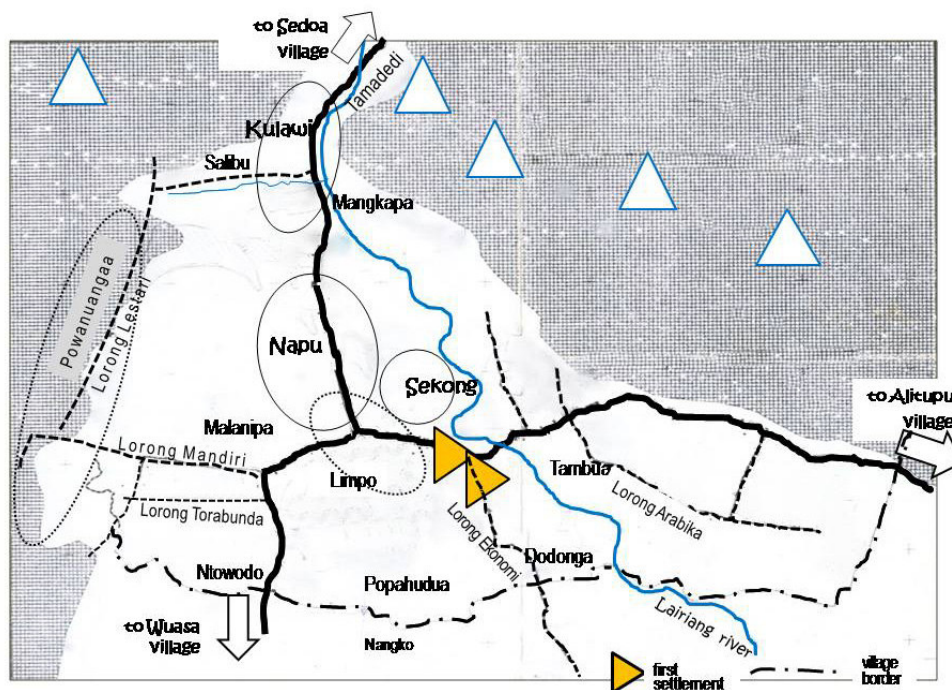 to Sedoa
village
Tamadedi
Kulawi
Salibu
Mangkapa
Powanuangaa
Lorong Lestari
Napu
Sekong
to Alitupu
village
Malanipa
Lorong Mandiri
Limpo
Tambua
Lorong Arabika
Lorong Torabunda
Lorong Ekonomi
Dodonga
Ntowodo
Popahudua
Lairiang river
to Wuasa
village
Nangko
first
settlement
village
border